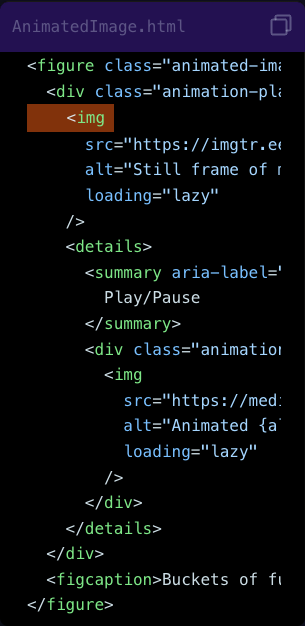 AnimatedImage.html
<figure class="animated-ima
<div class="animation-pla
<img
src="https://imgtr.ee
alt="Still frame of m
loading="lazy"
/>
<details>
<summary aria-label="
Play/Pause
</summary>
<div class="animation
<img
src="https://medi
alt="Animated {al
loading="lazy"
/>
</div>
</details>
</div>
<figcaption>Buckets of fu
</figure>